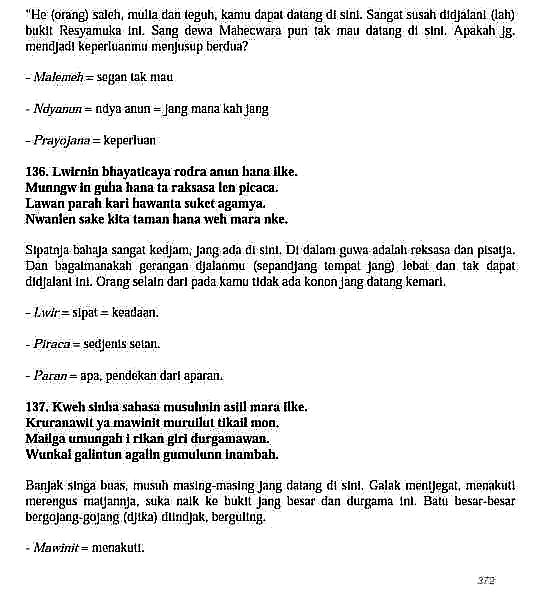 "He (orang) saleh, mulia dan teguh, kamu dapat datang di sini. Sangat susah didjalani (lah)
bukit Resyamuka ini. Sang dewa Mahecwara pun tak mau datang di sini. Apakah jg.
mendjadi keperluanmu menjusup berdua?
- Malemeh = segan tak mau
- Ndyanun = ndya anun = jang mana kah jang
- Prayojana = keperluan
136. Lwirnin bhayaticaya rodra anun hana ilke.
Munngw in guha hana ta raksasa len picaca.
Lawan parah kari hawanta suket agamya.
Nwanlen sake kita taman hana weh mara nke.
Sipatnja bahaja sangat kedjam, jang ada di sini. Di dalam guwa adalah reksasa dan pisatja.
Dan bagaimanakah gerangan djalanmu (sepandjang tempat jang) lebat dan tak dapat
didjalani ini. Orang selain dari pada kamu tidak ada konon jang datang kemari.
- Lwir = sipat = keadaan.
- Piraca = sedjenis setan.
- Paran = apa, pendekan dari aparan.
137. Kweh sinha sahasa musuhnin asill mara ilke.
Kruranawit ya mawinit murullut tikail mon.
Mailga umungah i rikan giri durgamawan.
Wunkal galintun agalin gumulunn inambah.
Banjak singa buas, musuh masing-masing jang datang di sini. Galak mentjegat, menakuti
merengus matjannja, suka naik ke bukit jang besar dan durgama ini. Batu besar-besar
bergojang-gojang (djika) diindjak, berguling.
- Mawinit = menakuti.
372